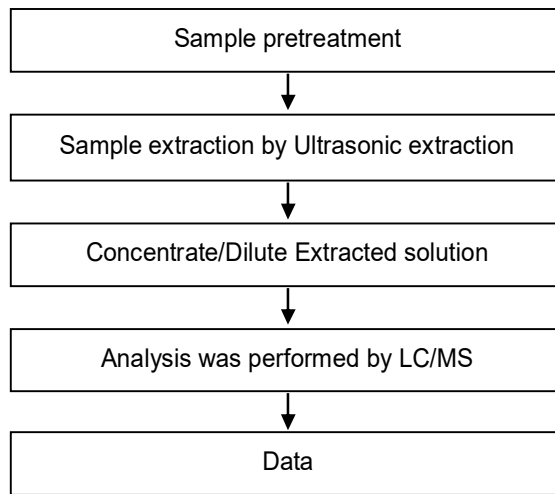 Sample pretreatment
Sample extraction by Ultrasonic extraction
Concentrate/Dilute Extracted solution
Analysis was performed by LC/MS
Data